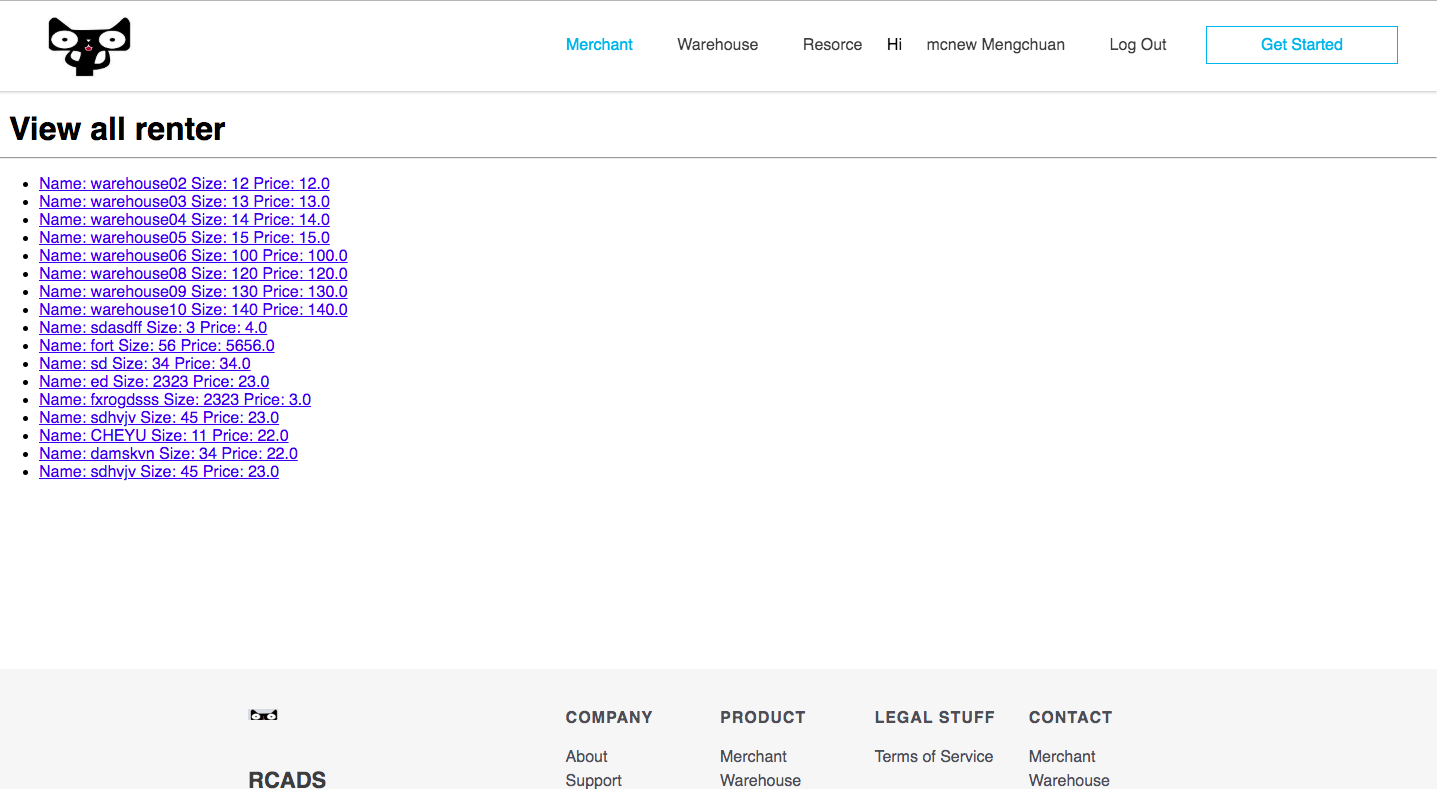 Merchant Warehouse Resorce Hi mcnew Mengchuan Log Out Get Started
View all renter
Name: warehouse02 Size: 12 Price: 12.0
Name: warehouse03 Size: 13 Price: 13.0
Name: warehouse04 Size: 14 Price: 14.0
Name: warehouse05 Size: 15 Price: 15.0
Name: warehouse06 Size: 100 Price: 100.0
Name: warehouse08 Size: 120 Price: 120.0
Name: warehouse09 Size: 130 Price: 130.0
Name: warehouse10 Size: 140 Price: 140.0
Name: sdasdff Size: 3 Price: 4.0
Name: fort Size: 56 Price: 5656.0
Name: sd Size: 34 Price: 34.0
Name: ed Size: 2323 Price: 23.0
Name: fxrogdsss Size: 2323 Price: 3.0
Name: sdhvjv Size: 45 Price: 23.0
Name: CHEYU Size: 11 Price: 22.0
Name: damskvn Size: 34 Price: 22.0
Name: sdhvjv Size: 45 Price: 23.0
COMPANY PRODUCT LEGAL STUFF CONTACT
About Merchant Terms of Service Merchant
RCADS Support Warehouse Warehouse